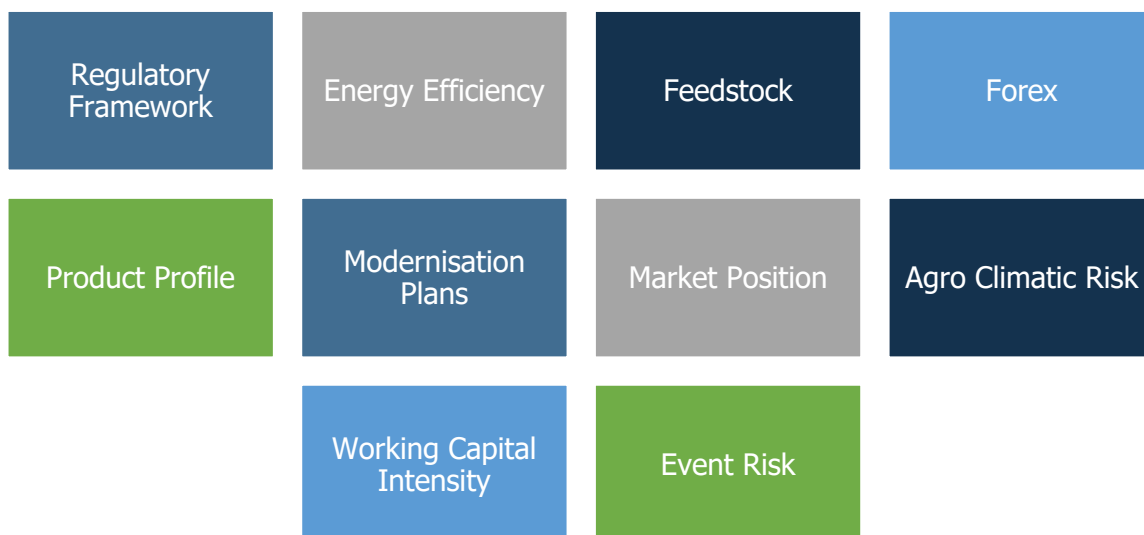 Regulatory
Framework
Energy Efficiency
Feedstock
Forex
Product Profile
Modernisation
Plans
Market Position
Agro Climatic Risk
Working Capital
Intensity
Event Risk